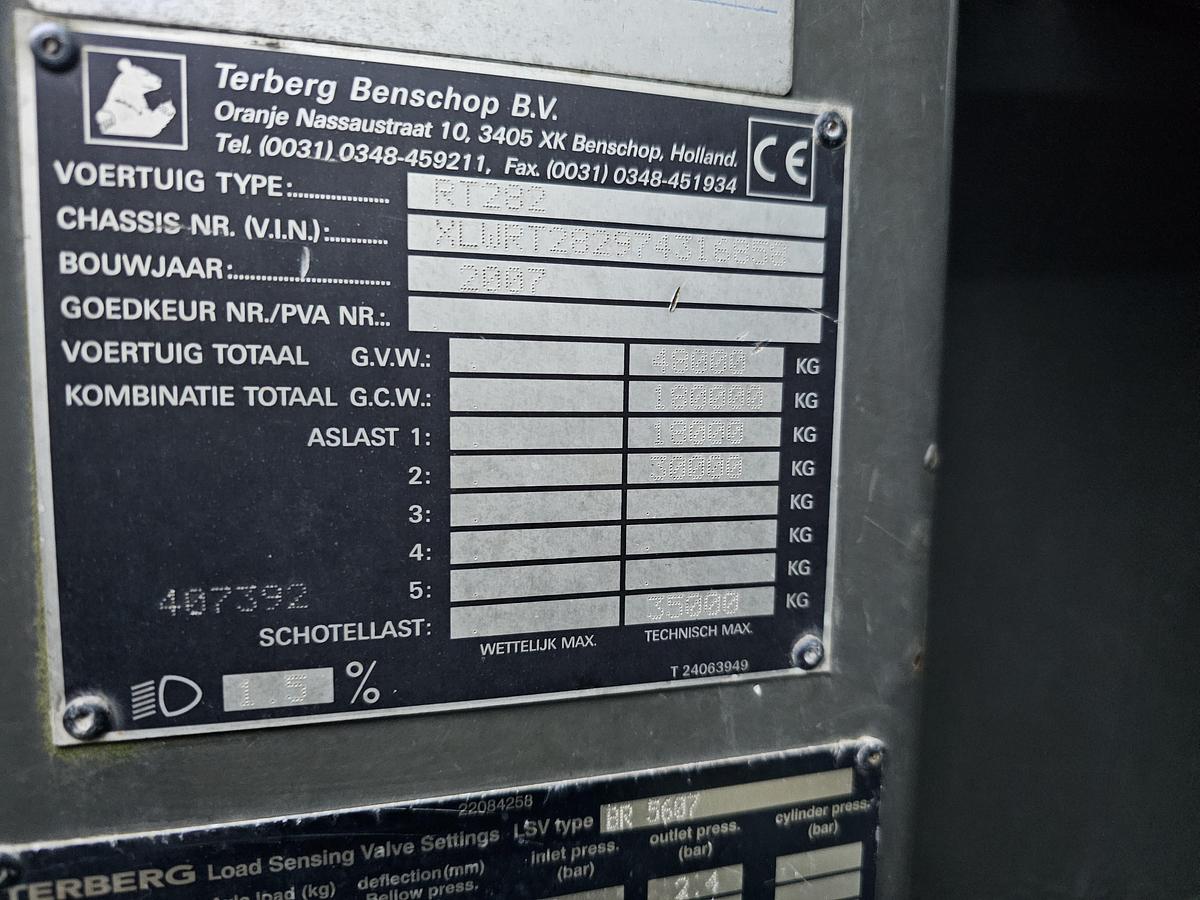 Terberg Benschop B.V.
Oranje Nassaustraat 10, 3405 XK Benschop, Holland.
Tel. (0031) 0348-459211, Fax. (0031) 0348-451934
CE
VOERTUIG TYPE: RT282
CHASSIS NR. (V.I.N.):
BOUWJAAR: 2007
GOEDKEUR NR./PVA NR.:
VOERTUIG TOTAAL G.V.W.: 48000 KG
KOMBINATIE TOTAAL G.C.W.: 180000 KG
ASLAST 1: 18000 KG
2: 30000 KG
3: KG
4: KG
5: KG
407392
SCHOTELLAST: 35000 KG
WETTELIJK MAX. TECHNISCH MAX.
T 24063949
1.5 %
22084258
TERBERG Load Sensing Valve Settings LSV type BR 5607
load (kg) deflection(mm) inlet press. outlet press. cylinder press.
Bellow press. (bar) (bar) (bar)
2.4